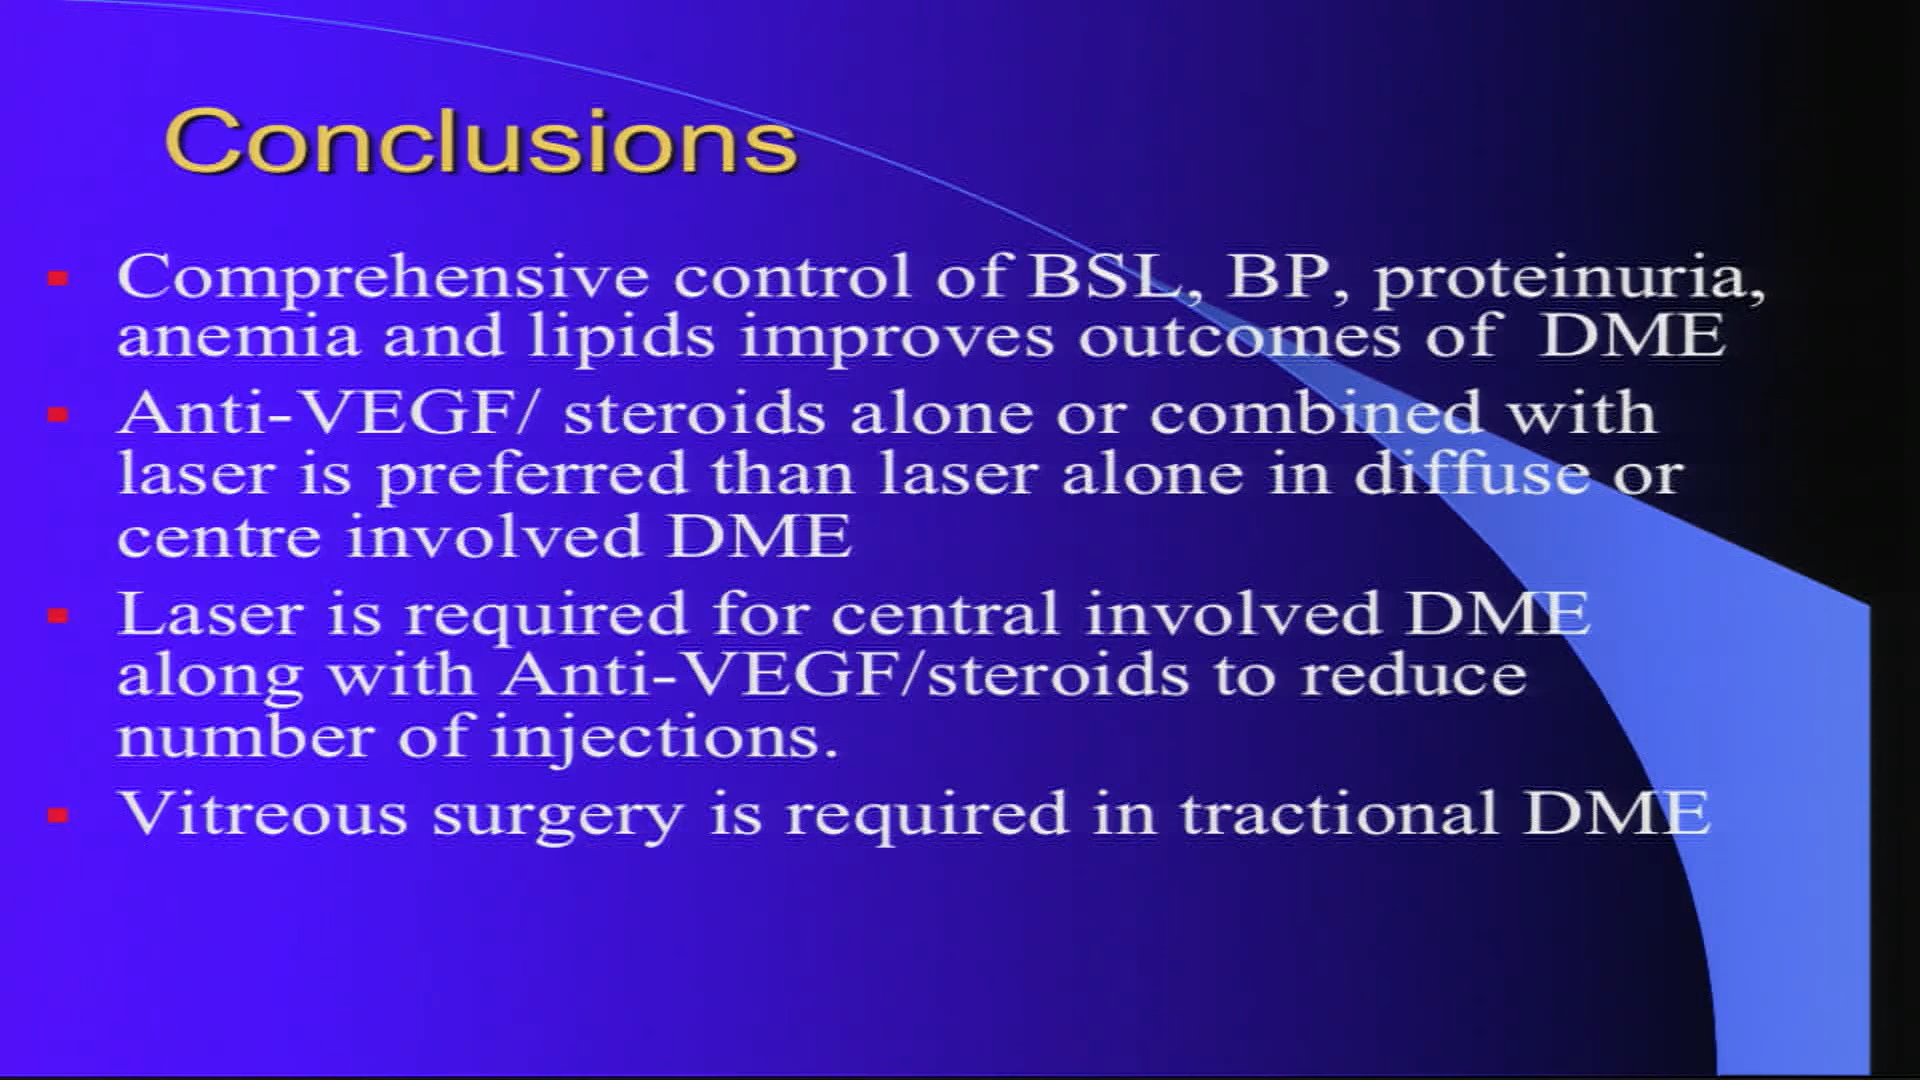 Conclusions
Comprehensive control of BSL, BP, proteinuria,
anemia and lipids improves outcomes of DME
Anti-VEGF/ steroids alone or combined with
laser is preferred than laser alone in diffuse or
centre involved DME
Laser is required for central involved DME
along with Anti-VEGF/steroids to reduce
number of injections.
Vitreous surgery is required in tractional DME